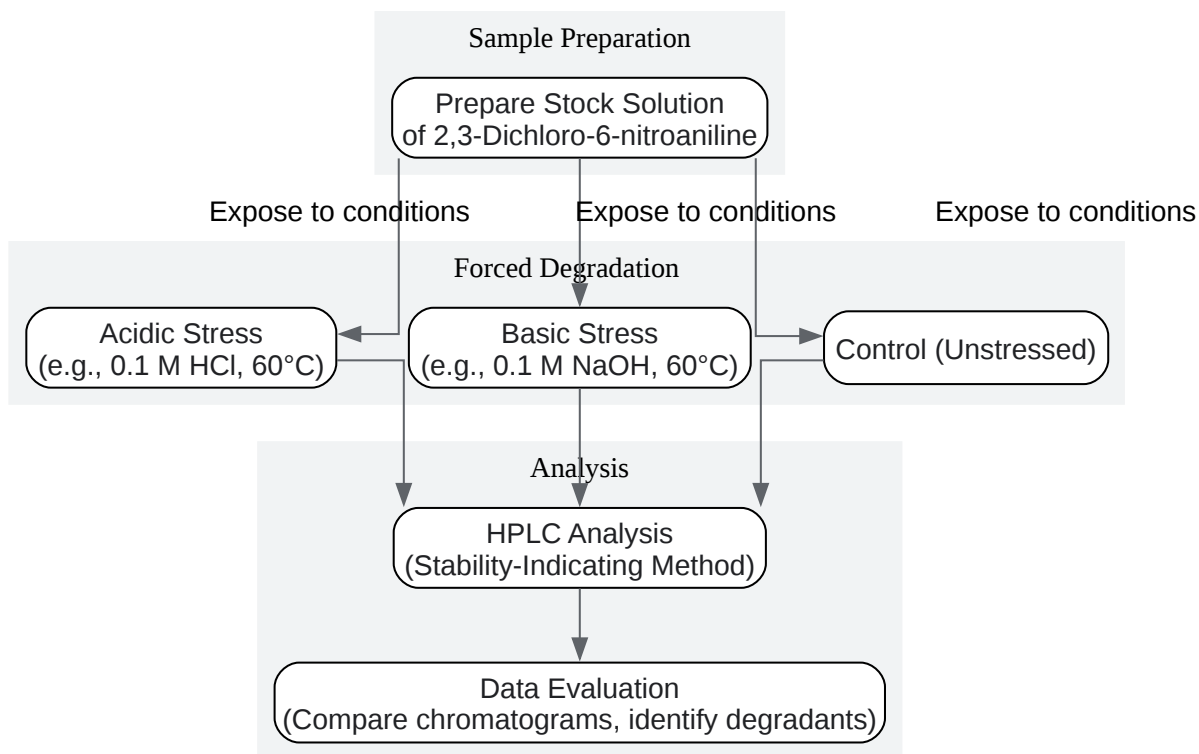 Sample Preparation
Prepare Stock Solution
of 2,3-Dichloro-6-nitroaniline
Expose to conditions
Expose to conditions
Expose to conditions
Forced Degradation
Acidic Stress
(e.g., 0.1 M HCl, 60°C)
Basic Stress
(e.g., 0.1 M NaOH, 60°C)
Control (Unstressed)
Analysis
HPLC Analysis
(Stability-Indicating Method)
Data Evaluation
(Compare chromatograms, identify degradants)